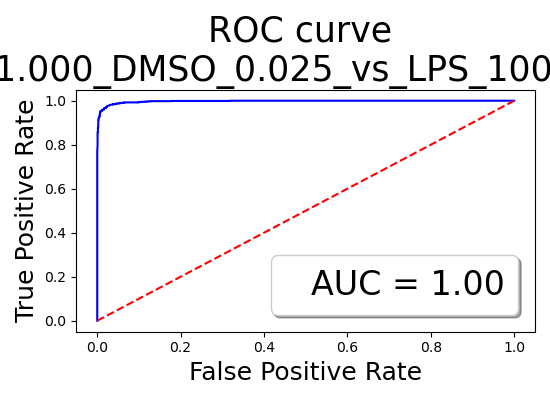 ROC curve
1.000_DMSO_0.025_vs_LPS_100
1.0
0.8
0.6
0.4
0.2
0.0
True Positive Rate
AUC = 1.00
0.0 0.2 0.4 0.6 0.8 1.0
False Positive Rate